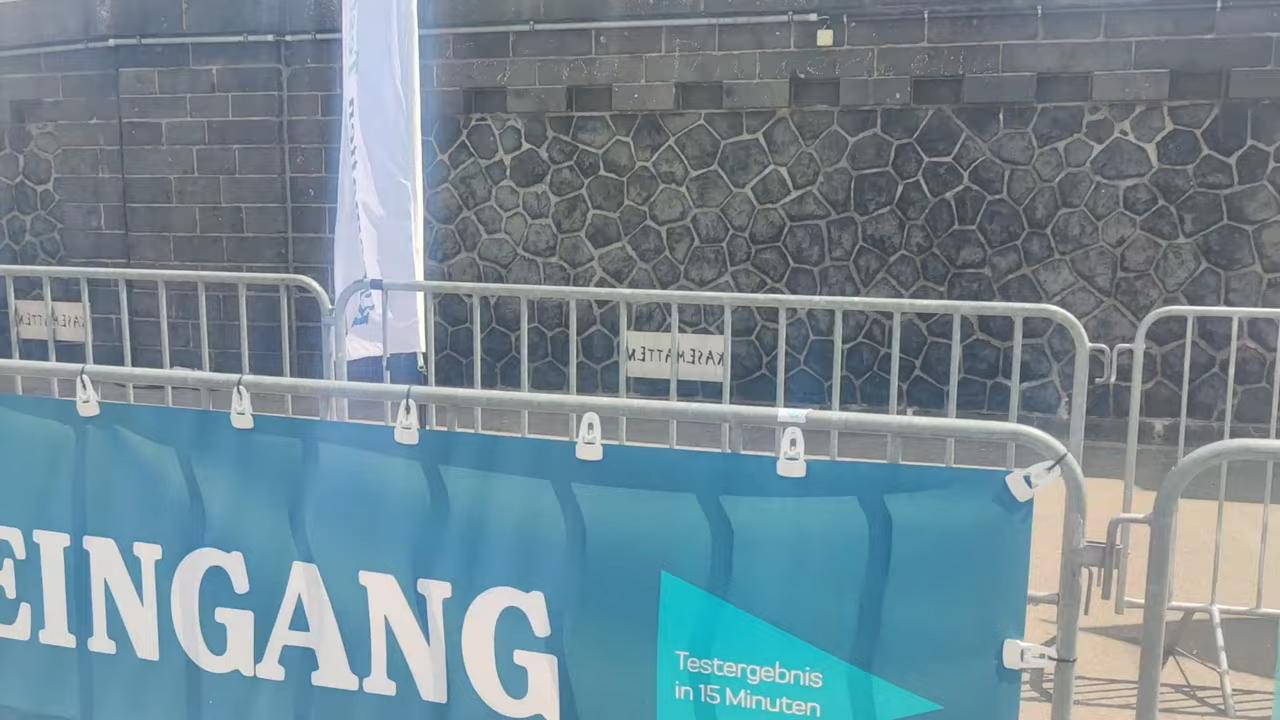 KASEMATTEN
KASEMATTEN
EINGANG
Testergebnis
in 15 Minuten